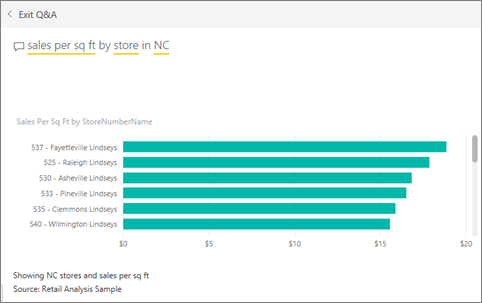 Exit Q&A
sales per sq ft by store in NC
Sales Per Sq Ft by StoreNumberName
537 - Fayetteville Lindseys
525 - Raleigh Lindseys
530 - Asheville Lindseys
533 - Pineville Lindseys
535 - Clemmons Lindseys
540 - Wilmington Lindseys
$0 $5 $10 $15 $20
Showing NC stores and sales per sq ft
Source: Retail Analysis Sample